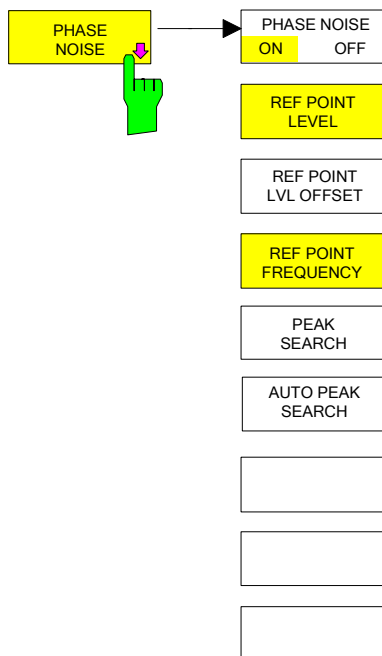 PHASE
NOISE
PHASE NOISE
ON OFF
REF POINT
LEVEL
REF POINT
LVL OFFSET
REF POINT
FREQUENCY
PEAK
SEARCH
AUTO PEAK
SEARCH